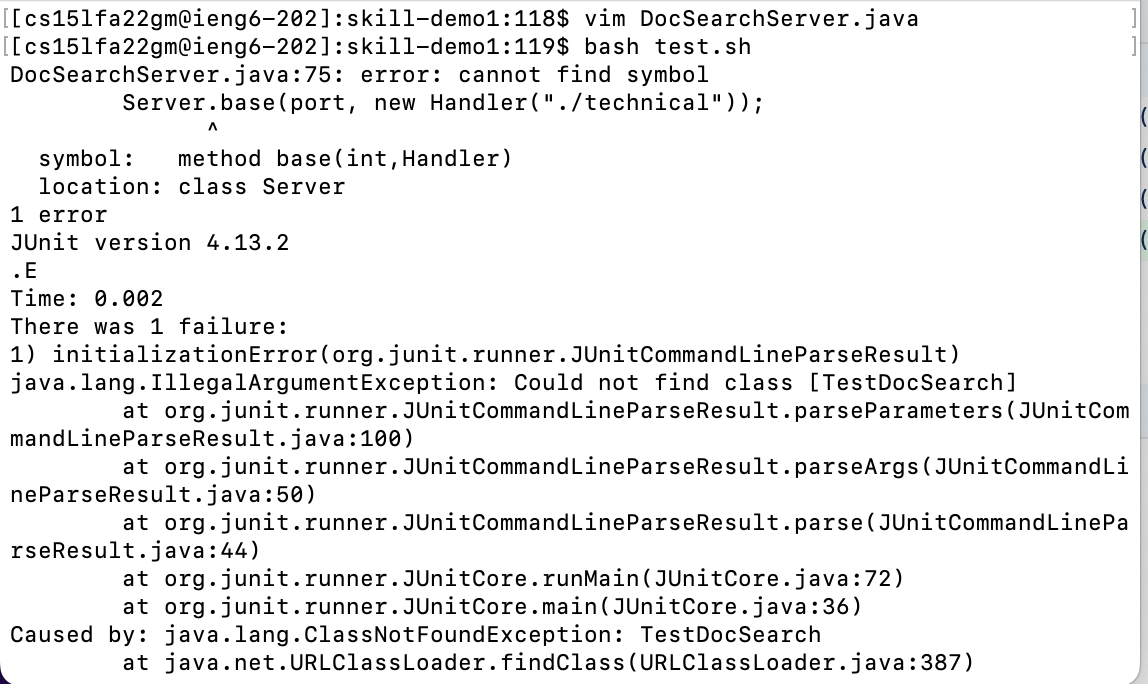 [[cs15lfa22gm@ieng6-202]:skill-demo1:118$ vim DocSearchServer.java ]
[[cs15lfa22gm@ieng6-202]:skill-demo1:119$ bash test.sh ]
DocSearchServer.java:75: error: cannot find symbol
        Server.base(port, new Handler("./technical"));
              ^
  symbol:   method base(int,Handler)
  location: class Server
1 error
JUnit version 4.13.2
.E
Time: 0.002
There was 1 failure:
1) initializationError(org.junit.runner.JUnitCommandLineParseResult)
java.lang.IllegalArgumentException: Could not find class [TestDocSearch]
        at org.junit.runner.JUnitCommandLineParseResult.parseParameters(JUnitCom
mandLineParseResult.java:100)
        at org.junit.runner.JUnitCommandLineParseResult.parseArgs(JUnitCommandLi
neParseResult.java:50)
        at org.junit.runner.JUnitCommandLineParseResult.parse(JUnitCommandLinePa
rseResult.java:44)
        at org.junit.runner.JUnitCore.runMain(JUnitCore.java:72)
        at org.junit.runner.JUnitCore.main(JUnitCore.java:36)
Caused by: java.lang.ClassNotFoundException: TestDocSearch
        at java.net.URLClassLoader.findClass(URLClassLoader.java:387)